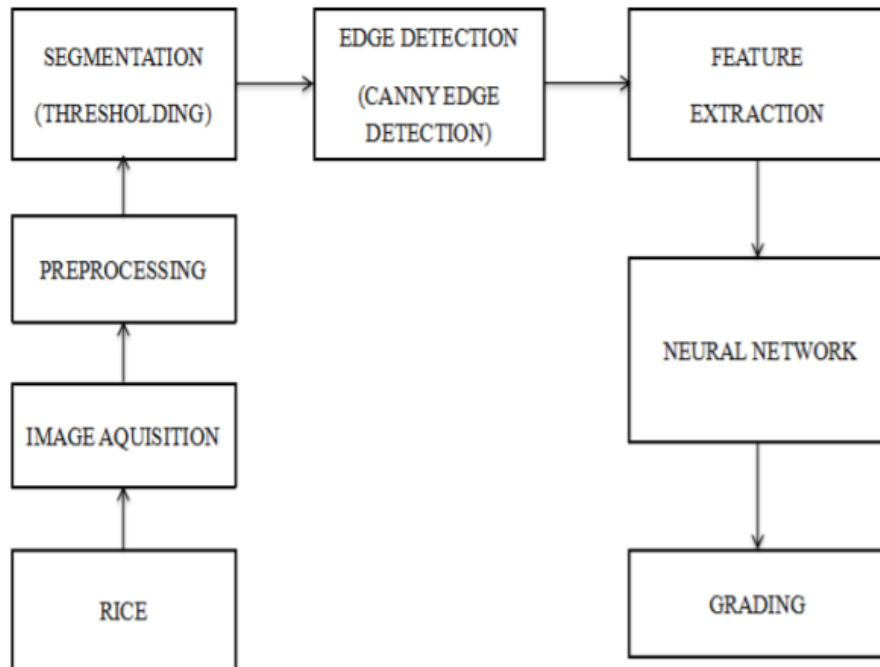 SEGMENTATION
(THRESHOLDING)
EDGE DETECTION
(CANNY EDGE
DETECTION)
FEATURE
EXTRACTION
PREPROCESSING
NEURAL NETWORK
IMAGE AQUISITION
RICE
GRADING